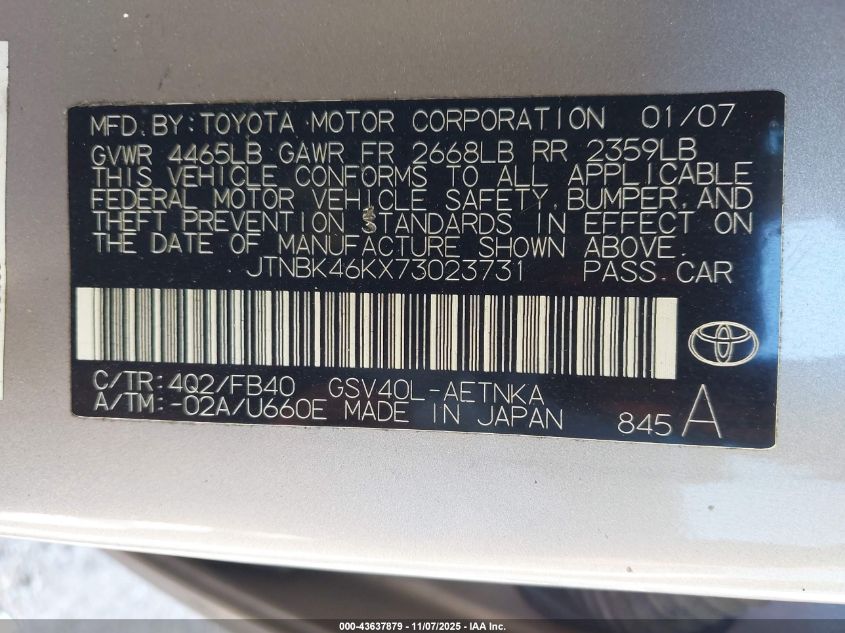 MFD. BY: TOYOTA MOTOR CORPORATION 01/07
GVWR 4465LB GAWR FR 2668LB RR 2359LB
THIS VEHICLE CONFORMS TO ALL APPLICABLE
FEDERAL MOTOR VEHICLE SAFETY, BUMPER, AND
THEFT PREVENTION STANDARDS IN EFFECT ON
THE DATE OF MANUFACTURE SHOWN ABOVE.
JTNBK46KX73023731 PASS CAR
C/TR: 4Q2/FB40 GSV40L-AETNKA
A/TM: -02A/U660E MADE IN JAPAN 845 A
000-43637879 - 11/07/2025 - IAA Inc.